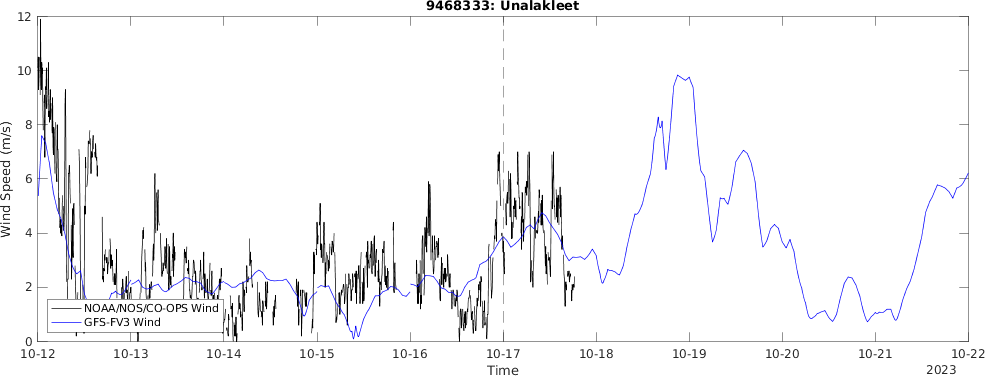 9468333: Unalakleet
12
10
8
6
4
2
0
Wind Speed (m/s)
NOAA/NOS/CO-OPS Wind
GFS-FV3 Wind
10-12 10-13 10-14 10-15 10-16 10-17 10-18 10-19 10-20 10-21 10-22
Time
2023